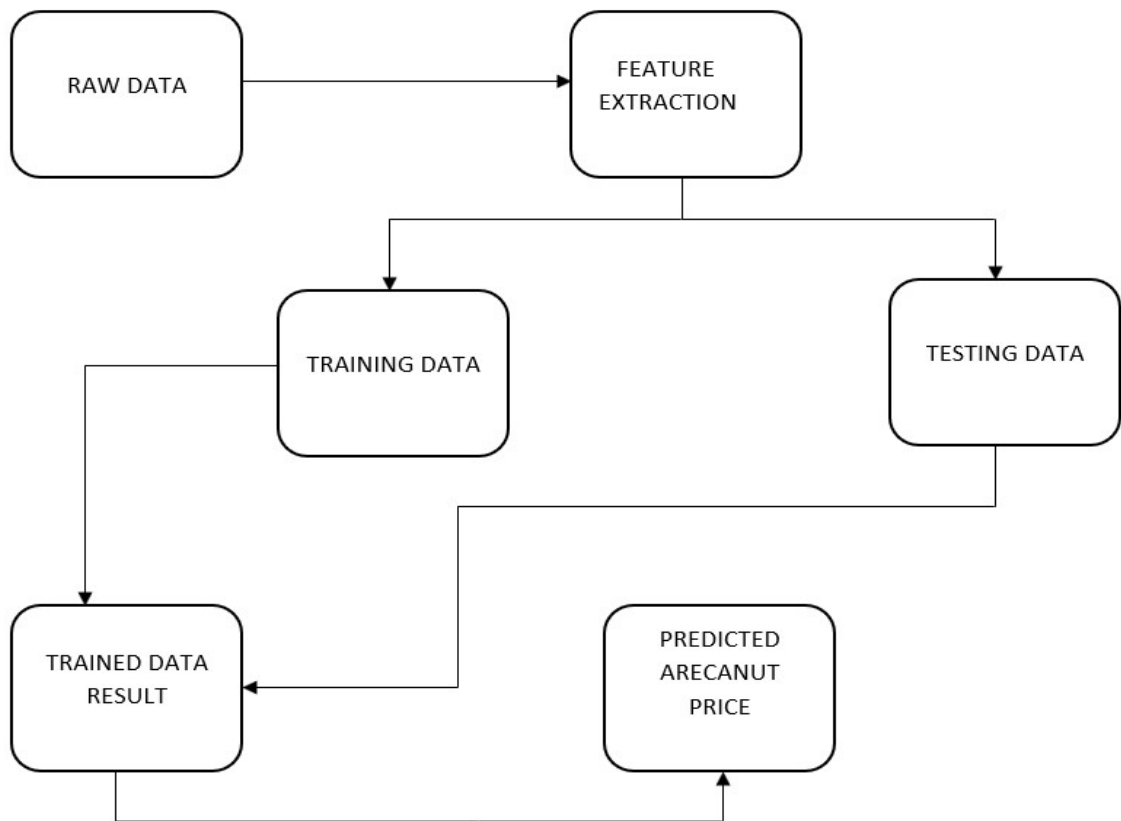 RAW DATA
FEATURE
EXTRACTION
TRAINING DATA
TESTING DATA
TRAINED DATA
RESULT
PREDICTED
ARECANUT
PRICE